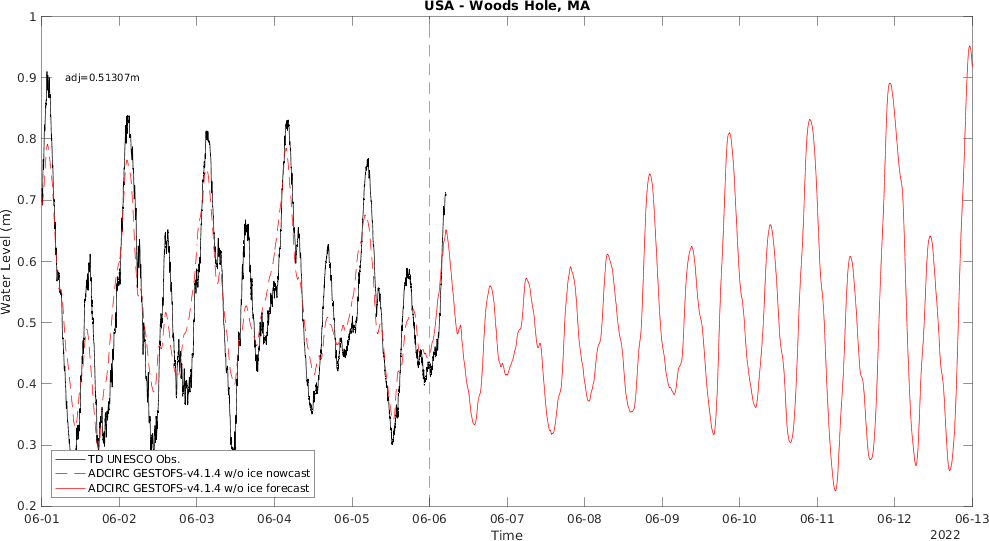 USA - Woods Hole, MA
adj=0.51307m
Water Level (m)
1
0.9
0.8
0.7
0.6
0.5
0.4
0.3
0.2
TD UNESCO Obs.
ADCIRC GESTOFS-v4.1.4 w/o ice nowcast
ADCIRC GESTOFS-v4.1.4 w/o ice forecast
06-01 06-02 06-03 06-04 06-05 06-06 06-07 06-08 06-09 06-10 06-11 06-12 06-13
Time
2022